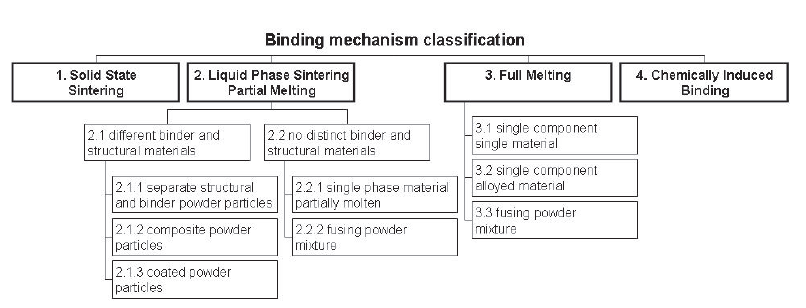 Binding mechanism classification
1. Solid State
Sintering
2. Liquid Phase Sintering
Partial Melting
3. Full Melting
4. Chemically Induced
Binding
2.1 different binder and
structural materials
2.1.1 separate structural
and binder powder particles
2.1.2 composite powder
particles
2.1.3 coated powder
particles
2.2 no distinct binder and
structural materials
2.2.1 single phase material
partially molten
2.2.2 fusing powder
mixture
3.1 single component
single material
3.2 single component
alloyed material
3.3 fusing powder
mixture